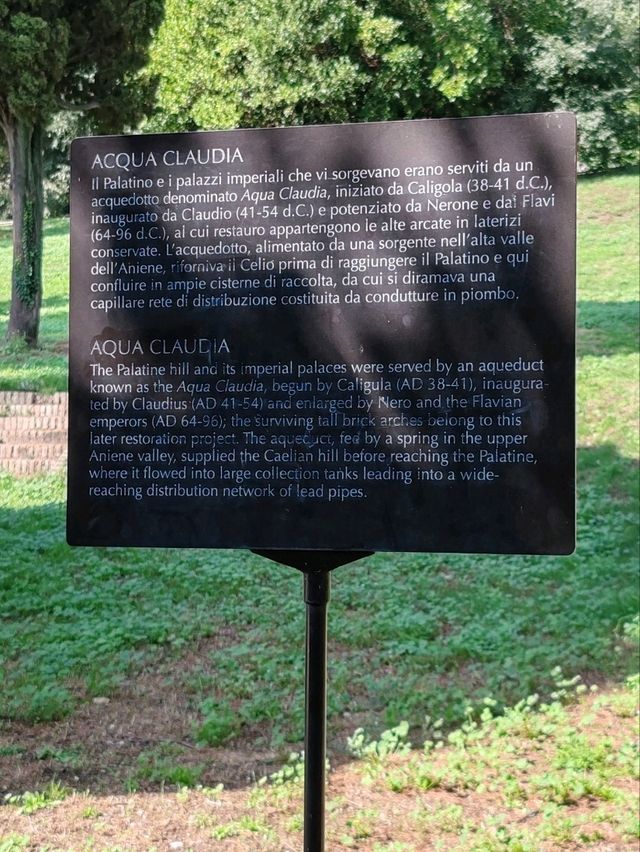 ACQUA CLAUDIA
Il Palatino e i palazzi imperiali che vi sorgevano erano serviti da un
acquedotto denominato Aqua Claudia, iniziato da Caligola (38-41 d.C.),
inaugurato da Claudio (41-54 d.C.) e potenziato da Nerone e dai Flavi
(64-96 d.C.), al cui restauro appartengono le alte arcate in laterizi
conservate. L'acquedotto, alimentato da una sorgente nell'alta valle
dell'Aniene, riforniva il Celio prima di raggiungere il Palatino e qui
confluire in ampie cisterne di raccolta, da cui si diramava una
capillare rete di distribuzione costituita da condutture in piombo.
AQUA CLAUDIA
The Palatine hill and its imperial palaces were served by an aqueduct
known as the Aqua Claudia, begun by Caligula (AD 38-41), inaugura-
ted by Claudius (AD 41-54) and enlarged by Nero and the Flavian
emperors (AD 64-96); the surviving tall brick arches belong to this
later restoration project. The aqueduct, fed by a spring in the upper
Aniene valley, supplied the Caelian hill before reaching the Palatine,
where it flowed into large collection tanks leading into a wide-
reaching distribution network of lead pipes.